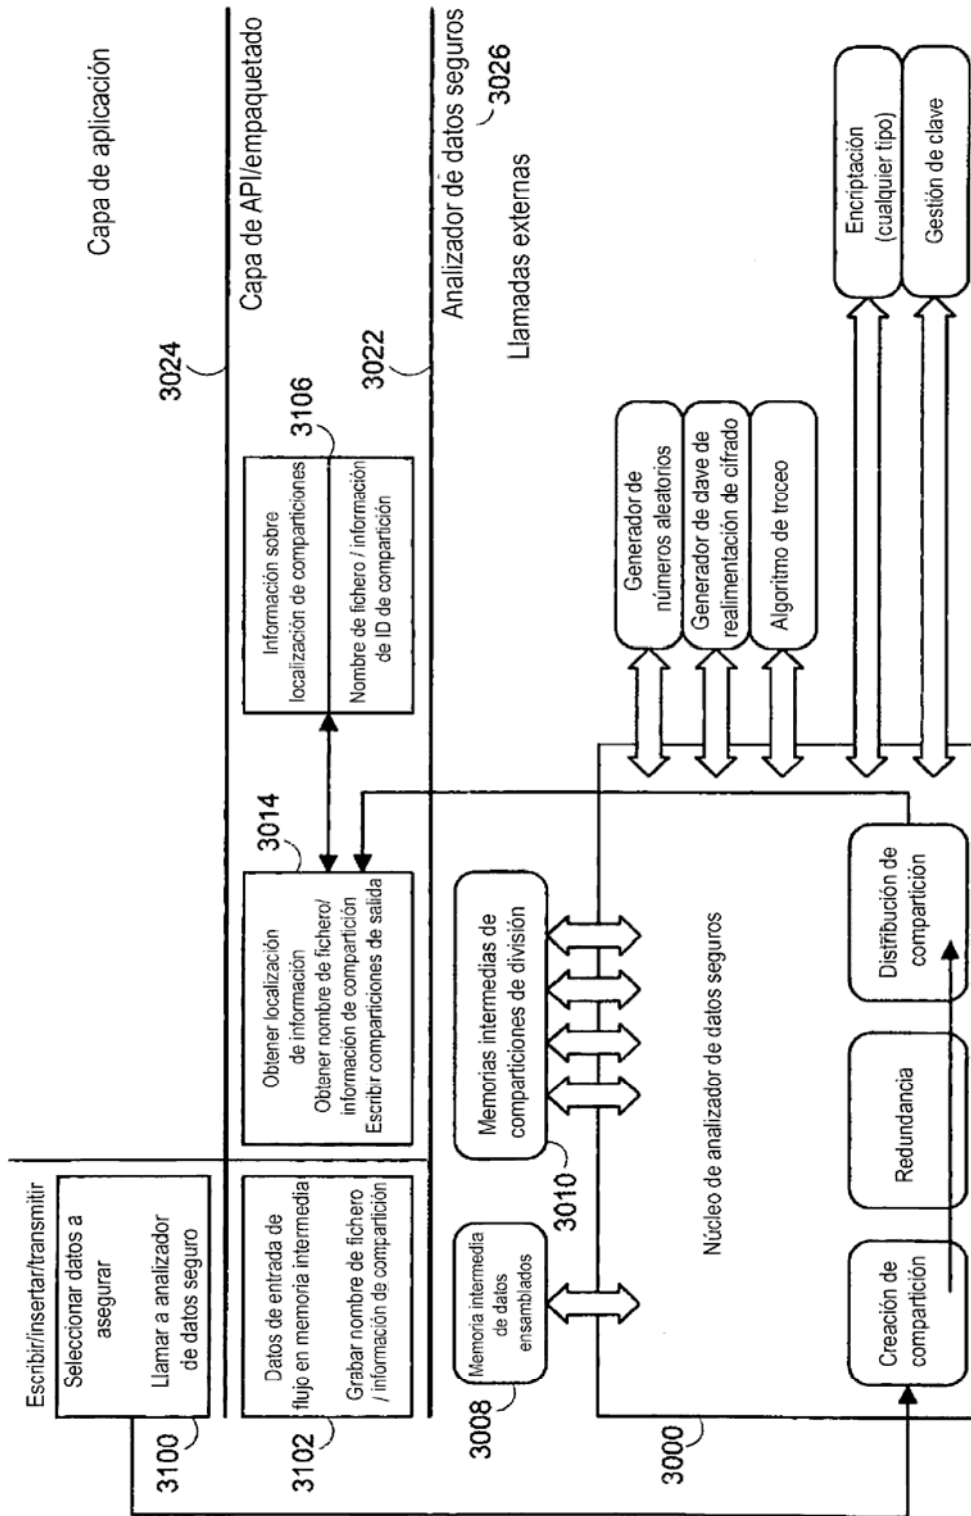 Escribir/insertar/transmitir
Seleccionar datos a
asegurar
Llamar a analizador
de datos seguro
3100
Capa de aplicación
3024
Capa de API/empaquetado
Datos de entrada de
flujo en memoria intermedia
Grabar nombre de fichero
/ información de compartición
3102
Obtener localización
de información
Obtener nombre de fichero/
información de compartición
Escribir comparticiones de salida
3014
Información sobre
localización de comparticiones
Nombre de fichero / información
de ID de compartición
3106
3022
Analizador de datos seguros
3026
Llamadas externas
Memoria intermedia
de datos
ensamblados
3008
Memorias intermedias de
comparticiones de división
3010
Generador de
números aleatorios
Generador de clave de
realimentación de cifrado
Algoritmo de troceo
Núcleo de analizador de datos seguros
3000
Creación de
compartición
Redundancia
Distribución de
compartición
Encriptación
(cualquier tipo)
Gestión de clave